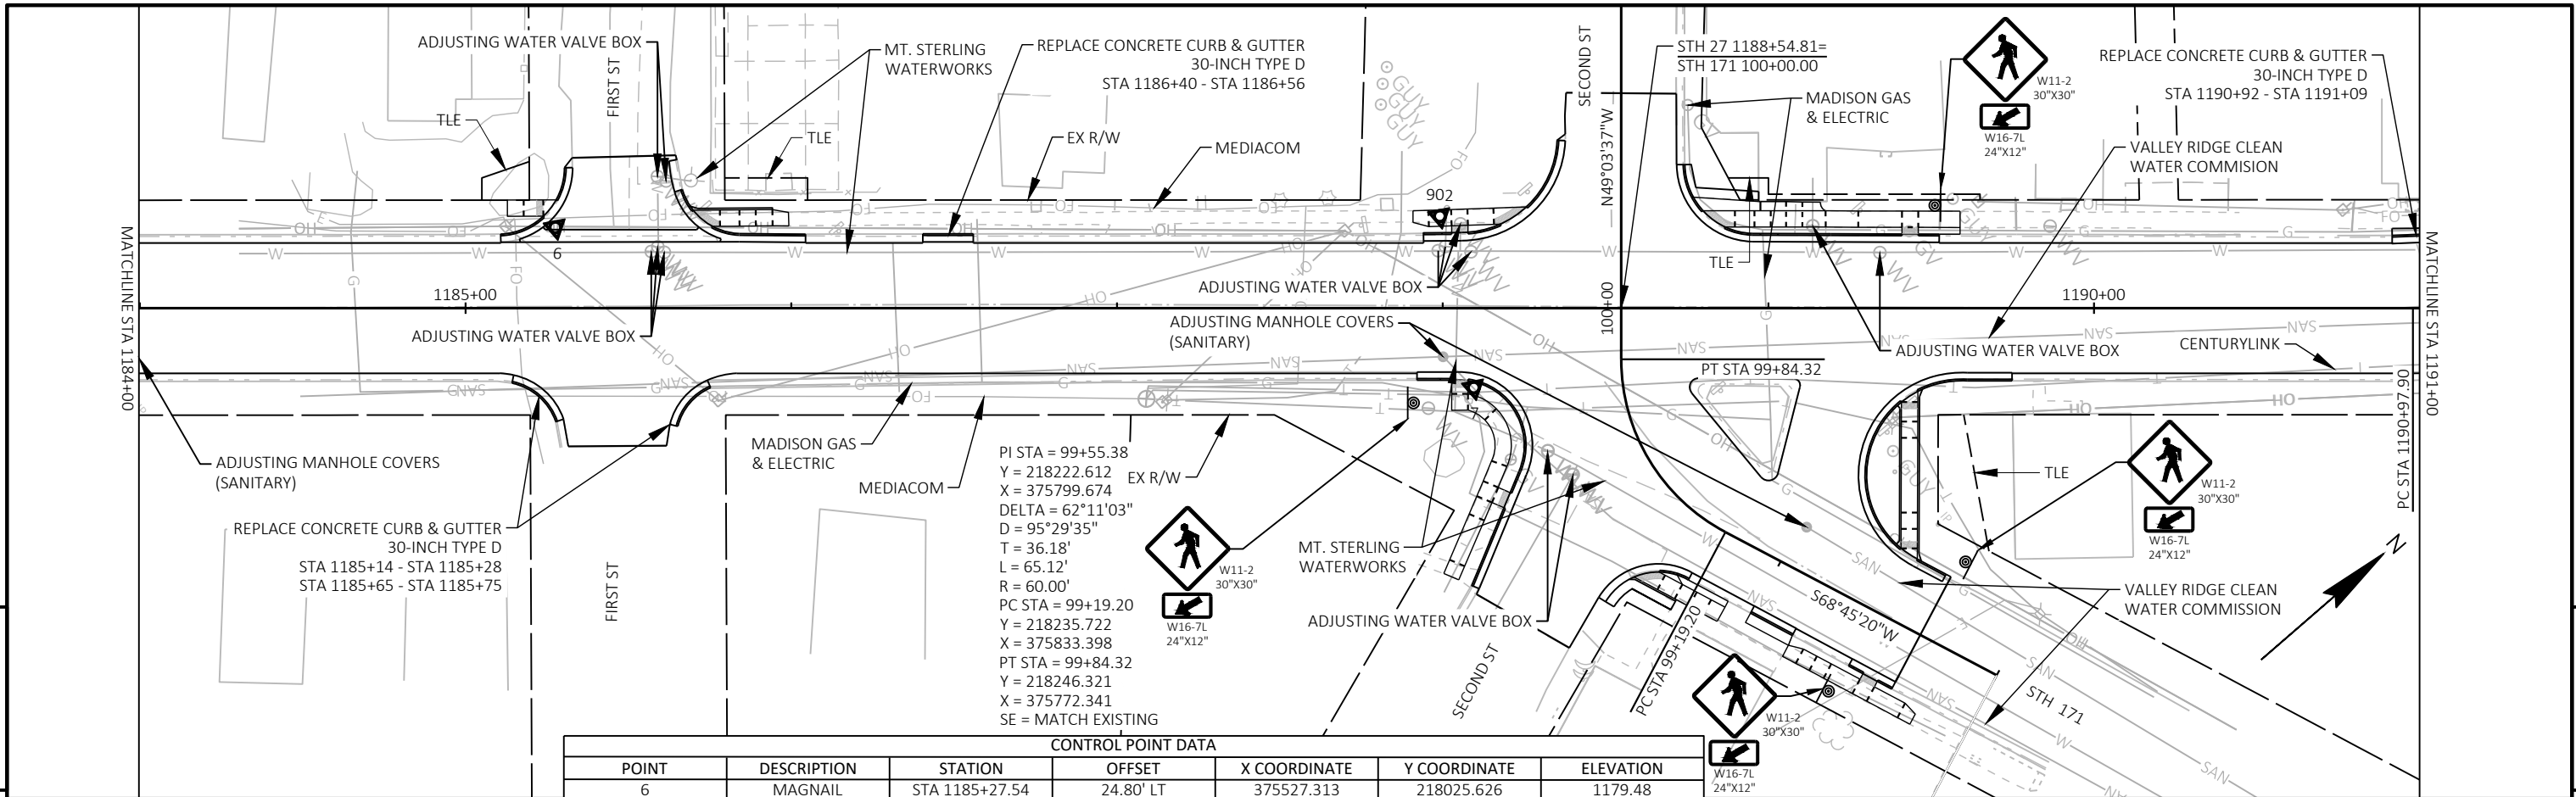 ADJUSTING WATER VALVE BOX
FIRST ST
MT. STERLING
WATERWORKS
REPLACE CONCRETE CURB & GUTTER
30-INCH TYPE D
STA 1186+40 - STA 1186+56
SECOND ST
STH 27 1188+54.81=
STH 171 100+00.00
W11-2
30"X30"
W16-7L
24"X12"
REPLACE CONCRETE CURB & GUTTER
30-INCH TYPE D
STA 1190+92 - STA 1191+09
TLE
TLE
EX R/W
MEDIACOM
GUY
GUY
GUY
N49°03'37"W
MADISON GAS
& ELECTRIC
VALLEY RIDGE CLEAN
WATER COMMISION
902
6
TLE
MATCHLINE STA 1184+00
MATCHLINE STA 1191+00
1185+00
ADJUSTING WATER VALVE BOX
100+00
1190+00
ADJUSTING WATER VALVE BOX
ADJUSTING MANHOLE COVERS
(SANITARY)
ADJUSTING WATER VALVE BOX
CENTURYLINK
PT STA 99+84.32
PC STA 1190+97.90
ADJUSTING MANHOLE COVERS
(SANITARY)
MADISON GAS
& ELECTRIC
MEDIACOM
EX R/W
PI STA = 99+55.38
Y = 218222.612
X = 375799.674
DELTA = 62°11'03"
D = 95°29'35"
T = 36.18'
L = 65.12'
R = 60.00'
PC STA = 99+19.20
Y = 218235.722
X = 375833.398
PT STA = 99+84.32
Y = 218246.321
X = 375772.341
SE = MATCH EXISTING
TLE
W11-2
30"X30"
W16-7L
24"X12"
REPLACE CONCRETE CURB & GUTTER
30-INCH TYPE D
STA 1185+14 - STA 1185+28
STA 1185+65 - STA 1185+75
FIRST ST
W11-2
30"X30"
W16-7L
24"X12"
MT. STERLING
WATERWORKS
ADJUSTING WATER VALVE BOX
SECOND ST
PC STA 99+19.20
S68°45'20"W
VALLEY RIDGE CLEAN
WATER COMMISSION
N
STH 171
W11-2
30"X30"
W16-7L
24"X12"
CONTROL POINT DATA
POINT DESCRIPTION STATION OFFSET X COORDINATE Y COORDINATE ELEVATION
6 MAGNAIL STA 1185+27.54 24.80' LT 375527.313 218025.626 1179.48